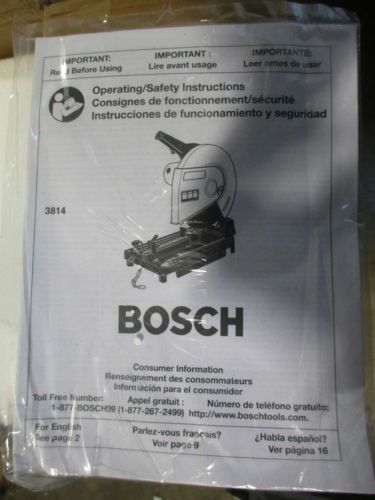 IMPORTANT: IMPORTANT : IMPORTANTE:
Read Before Using Lire avant usage Leer antes de usar
Operating/Safety Instructions
Consignes de fonctionnement/sécurité
Instrucciones de funcionamiento y seguridad
3814
BOSCH
Consumer Information
Renseignement des consommateurs
Información para el consumidor
Toll Free Number: Appel gratuit : Número de teléfono gratuito:
1-877-BOSCH99 (1-877-267-2499) http://www.boschtools.com
For English Parlez-vous français? ¿Habla español?
See page 2 Voir page 9 Ver página 16